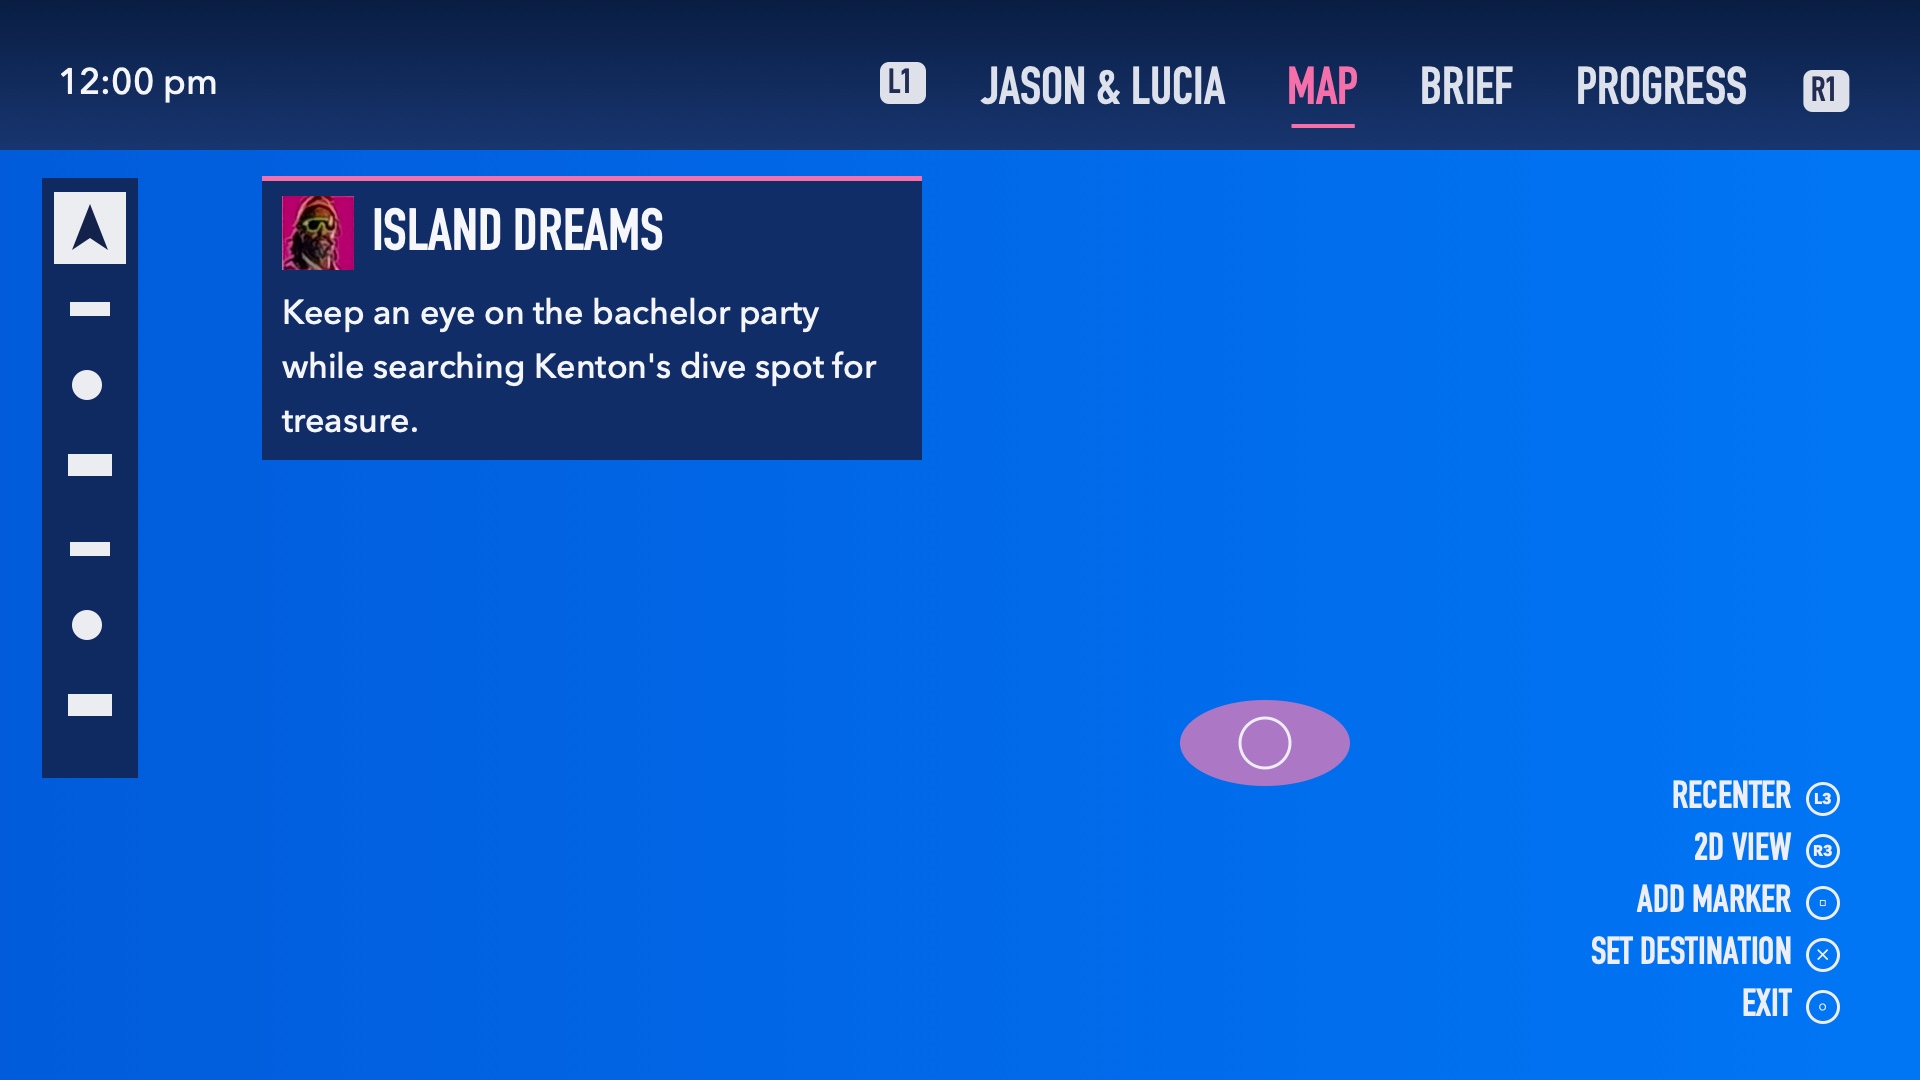 12:00 pm
L1 JASON & LUCIA MAP BRIEF PROGRESS R1
ISLAND DREAMS
Keep an eye on the bachelor party
while searching Kenton's dive spot for
treasure.
RECENTER L3
2D VIEW R3
ADD MARKER
SET DESTINATION
EXIT